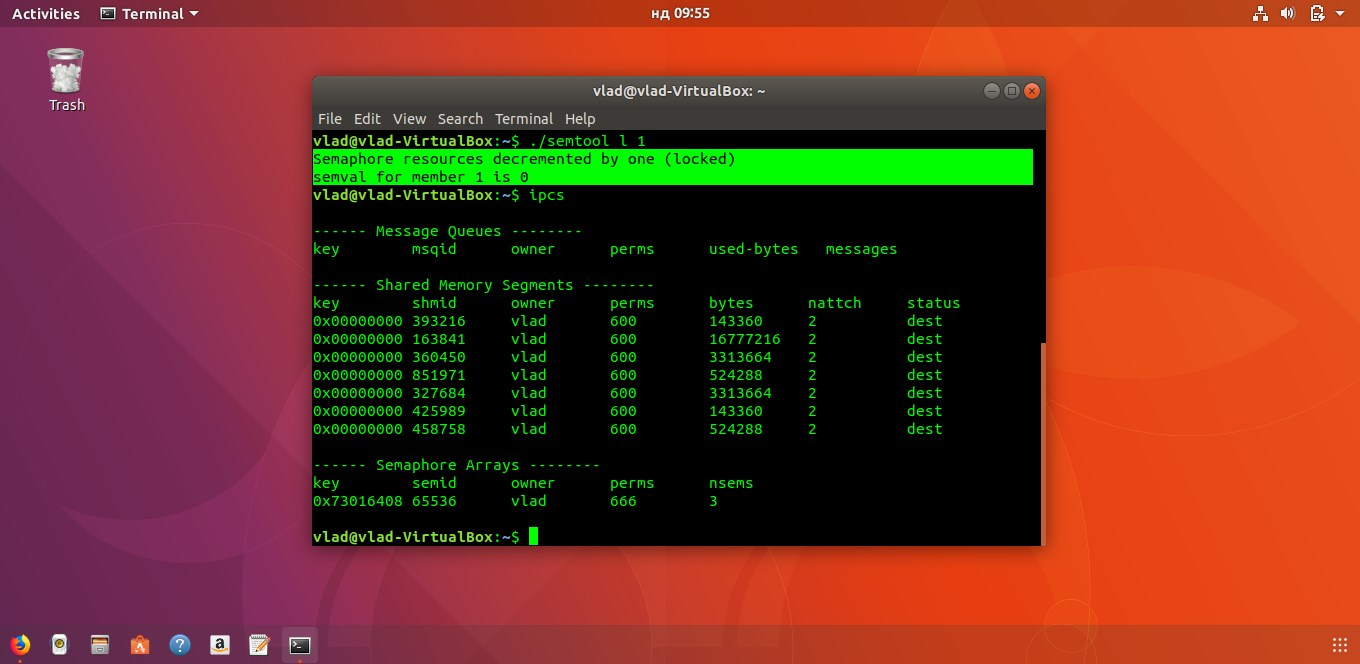 Activities Terminal нд 09:55
Trash
vlad@vlad-VirtualBox: ~
File Edit View Search Terminal Help
vlad@vlad-VirtualBox:~$ ./semtool l 1
Semaphore resources decremented by one (locked)
semval for member 1 is 0
vlad@vlad-VirtualBox:~$ ipcs
------ Message Queues --------
key msqid owner perms used-bytes messages
------ Shared Memory Segments --------
key shmid owner perms bytes nattch status
0x00000000 393216 vlad 600 143360 2 dest
0x00000000 163841 vlad 600 16777216 2 dest
0x00000000 360450 vlad 600 3313664 2 dest
0x00000000 851971 vlad 600 524288 2 dest
0x00000000 327684 vlad 600 3313664 2 dest
0x00000000 425989 vlad 600 143360 2 dest
0x00000000 458758 vlad 600 524288 2 dest
------ Semaphore Arrays --------
key semid owner perms nsems
0x73016408 65536 vlad 666 3
vlad@vlad-VirtualBox:~$